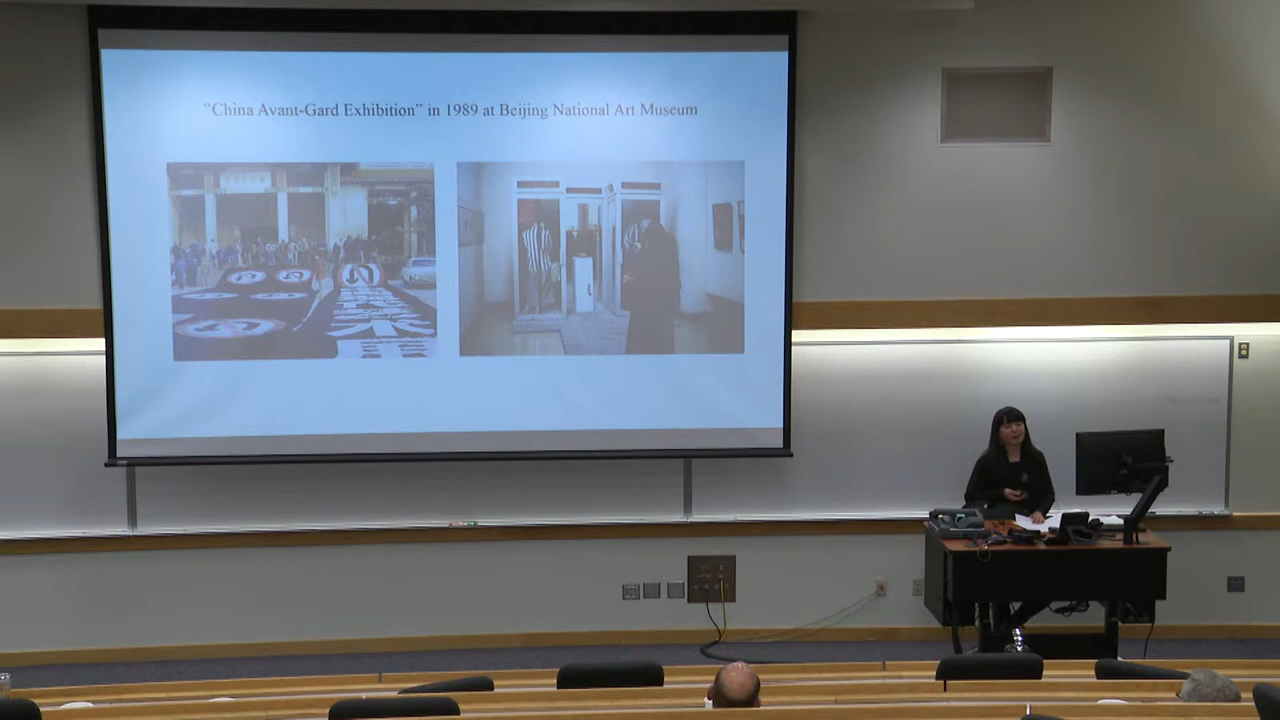 “China Avant-Gard Exhibition” in 1989 at Beijing National Art Museum